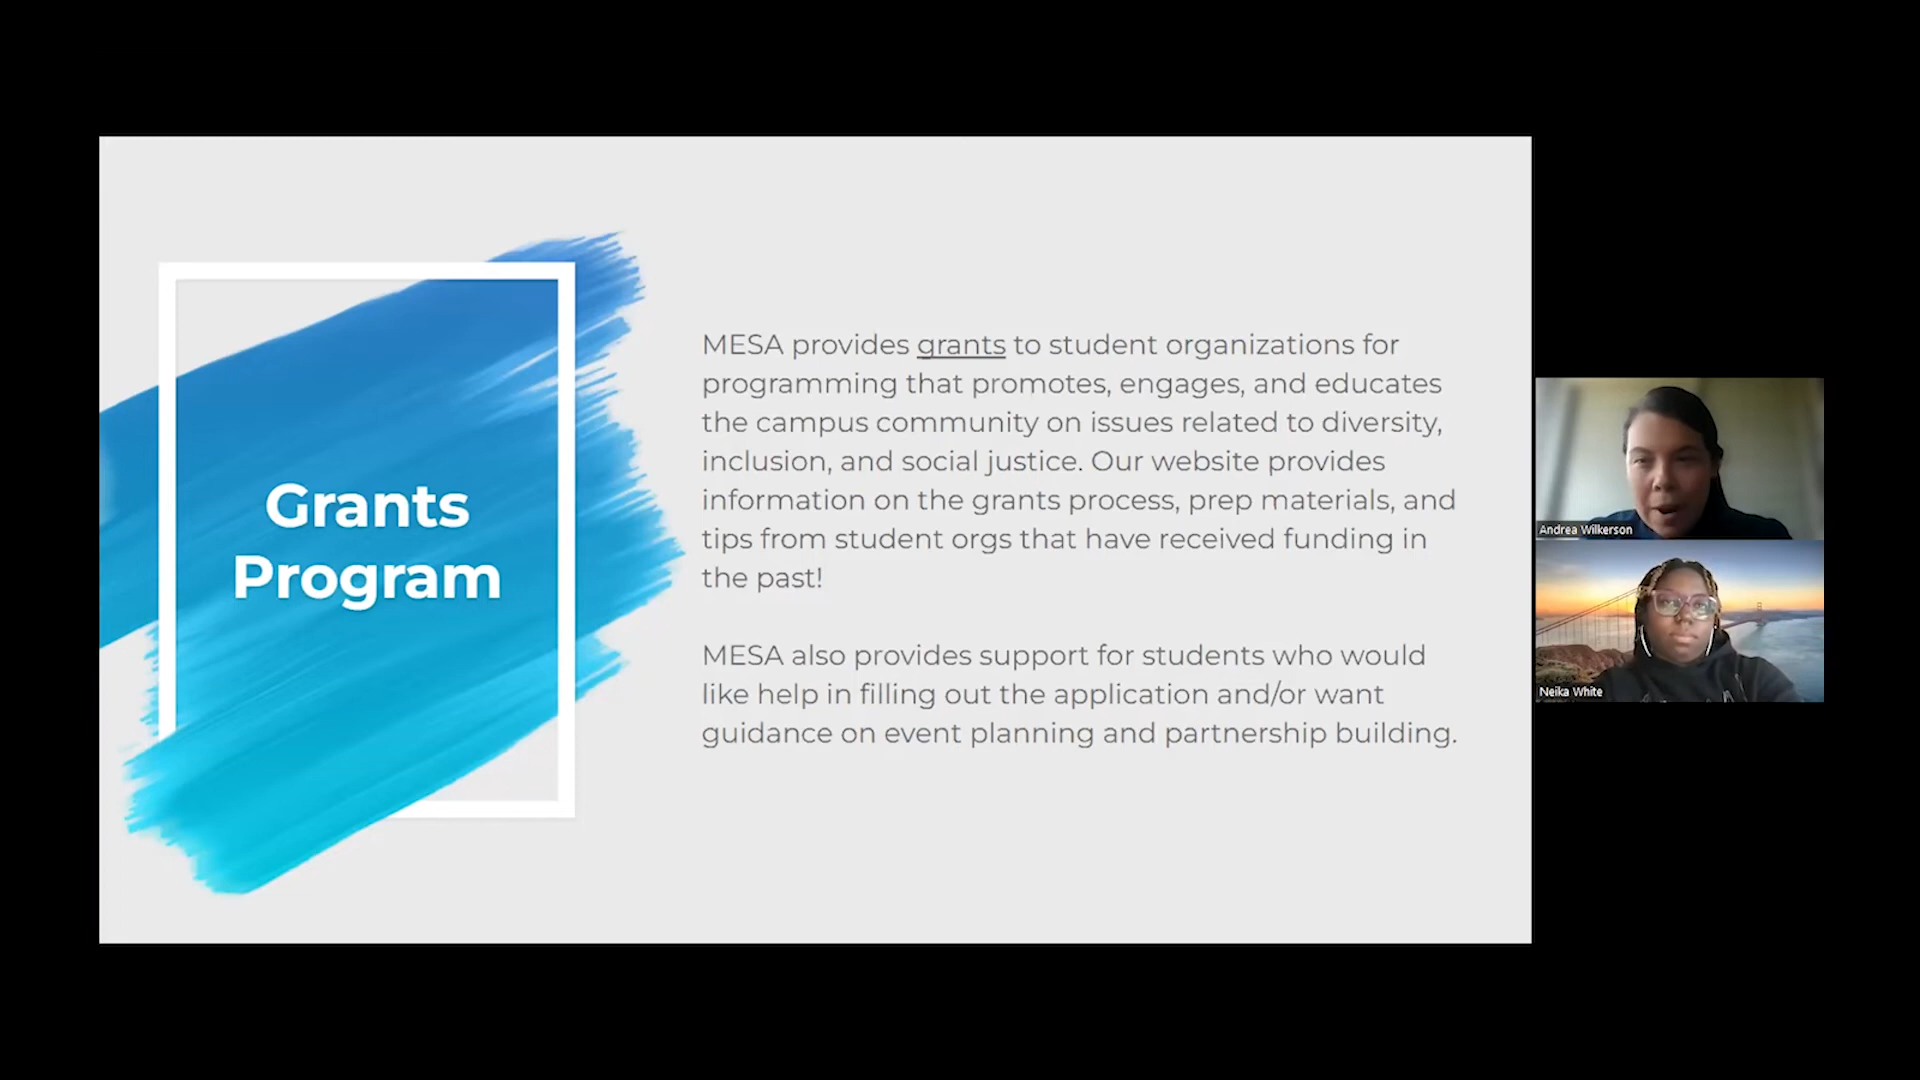 Grants
Program
MESA provides grants to student organizations for
programming that promotes, engages, and educates
the campus community on issues related to diversity,
inclusion, and social justice. Our website provides
information on the grants process, prep materials, and
tips from student orgs that have received funding in
the past!
MESA also provides support for students who would
like help in filling out the application and/or want
guidance on event planning and partnership building.
Andrea Wilkerson
Neika White